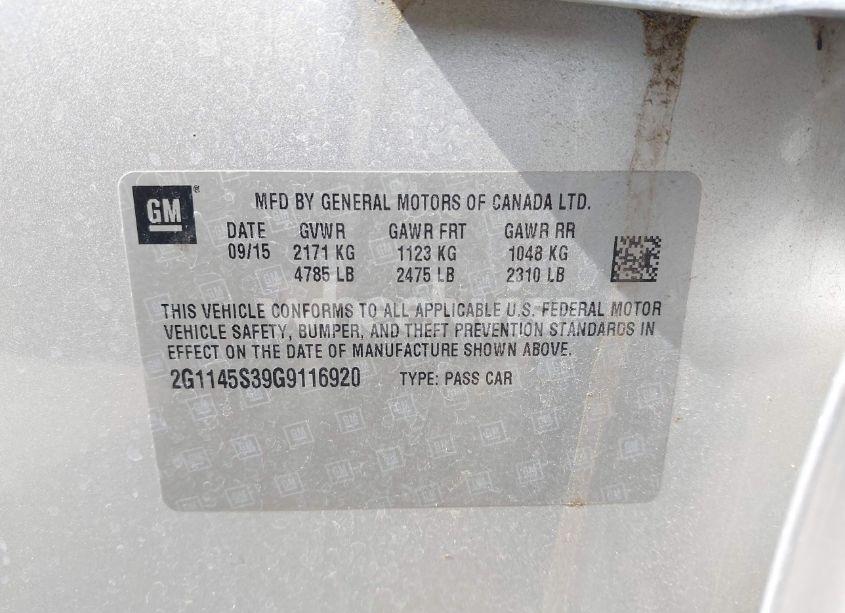 GM ®
MFD BY GENERAL MOTORS OF CANADA LTD.
DATE GVWR GAWR FRT GAWR RR
09/15 2171 KG 1123 KG 1048 KG
4785 LB 2475 LB 2310 LB
THIS VEHICLE CONFORMS TO ALL APPLICABLE U.S. FEDERAL MOTOR
VEHICLE SAFETY, BUMPER, AND THEFT PREVENTION STANDARDS IN
EFFECT ON THE DATE OF MANUFACTURE SHOWN ABOVE.
2G1145S39G9116920 TYPE: PASS CAR